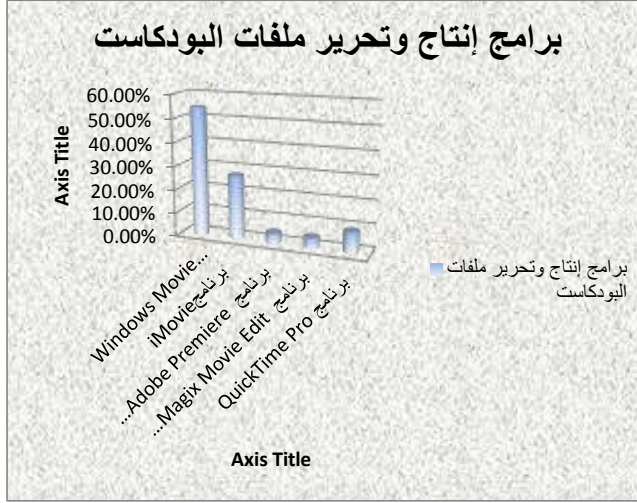 برامج إنتاج وتحرير ملفات البودكاست
60.00%
50.00%
40.00%
30.00%
20.00%
10.00%
0.00%
Axis Title
Windows Movie...
برنامج iMovie
برنامج Adobe Premiere...
برنامج Magix Movie Edit...
برنامج QuickTime Pro
Axis Title
برامج إنتاج وتحرير ملفات
البودكاست